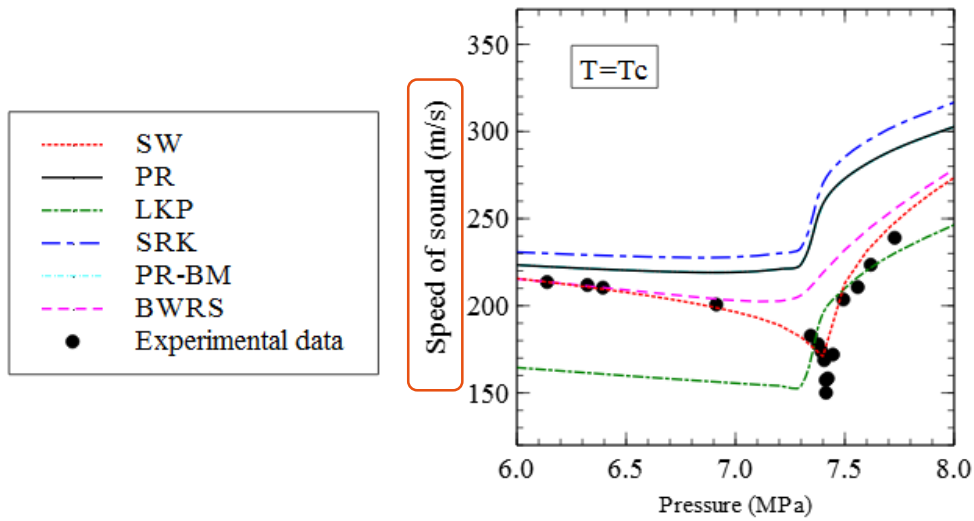 SW
PR
LKP
SRK
PR-BM
BWRS
Experimental data
Speed of sound (m/s)
350
300
250
200
150
T=Tc
6.0 6.5 7.0 7.5 8.0
Pressure (MPa)